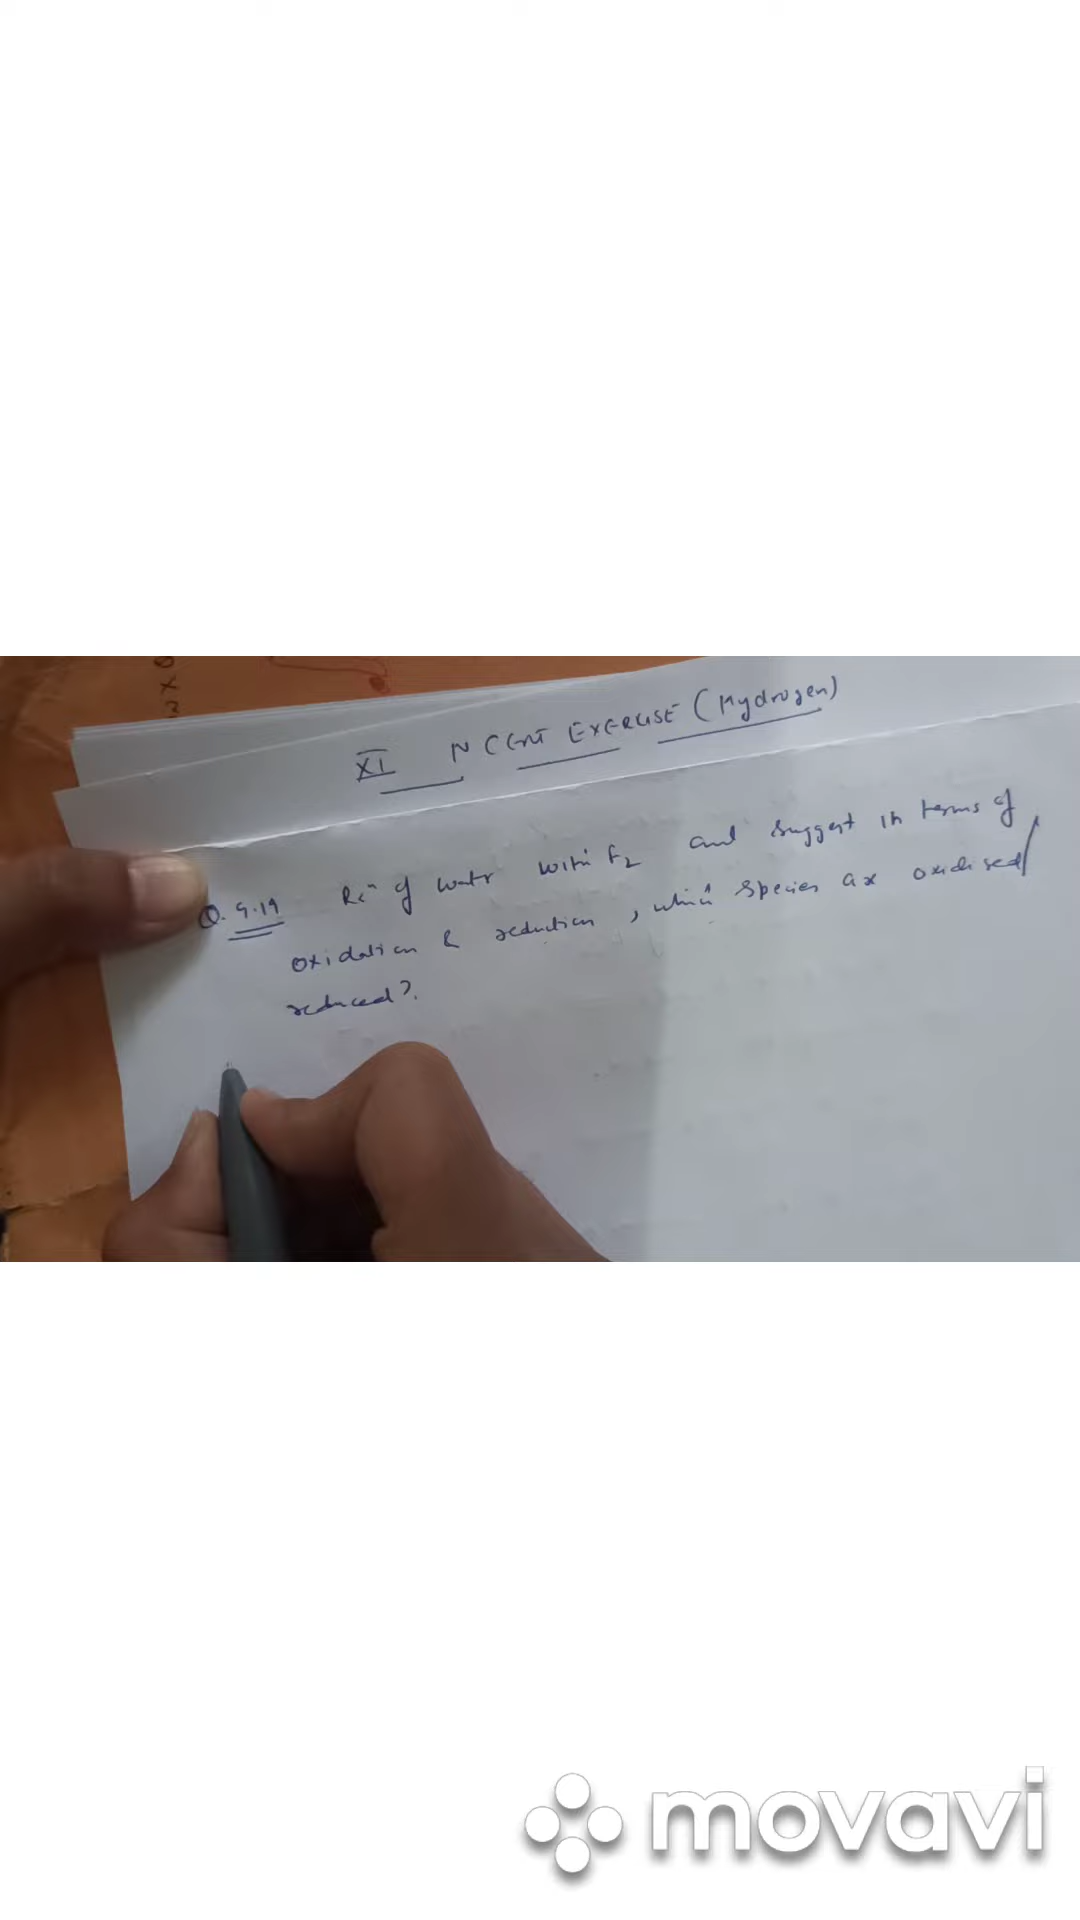 XI NCERT EXERCISE (Hydrogen)
Q. 9.19 Rcn of water with F2 and suggest in terms of
oxidation & reduction, which species are oxidised/
reduced?.
movavi